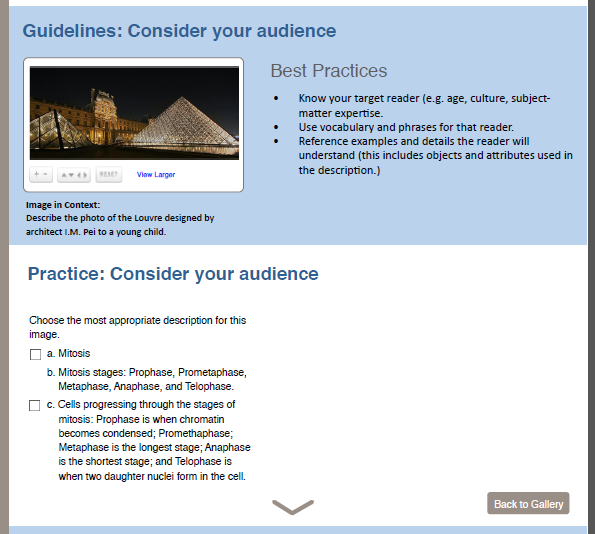 Guidelines: Consider your audience
+ -
RESET
View Larger
Image in Context:
Describe the photo of the Louvre designed by
architect I.M. Pei to a young child.
Best Practices
• Know your target reader (e.g. age, culture, subject-
matter expertise.
• Use vocabulary and phrases for that reader.
• Reference examples and details the reader will
understand (this includes objects and attributes used in
the description.)
Practice: Consider your audience
Choose the most appropriate description for this
image.
a. Mitosis
b. Mitosis stages: Prophase, Prometaphase,
Metaphase, Anaphase, and Telophase.
c. Cells progressing through the stages of
mitosis: Prophase is when chromatin
becomes condensed; Promethaphase;
Metaphase is the longest stage; Anaphase
is the shortest stage; and Telophase is
when two daughter nuclei form in the cell.
Back to Gallery